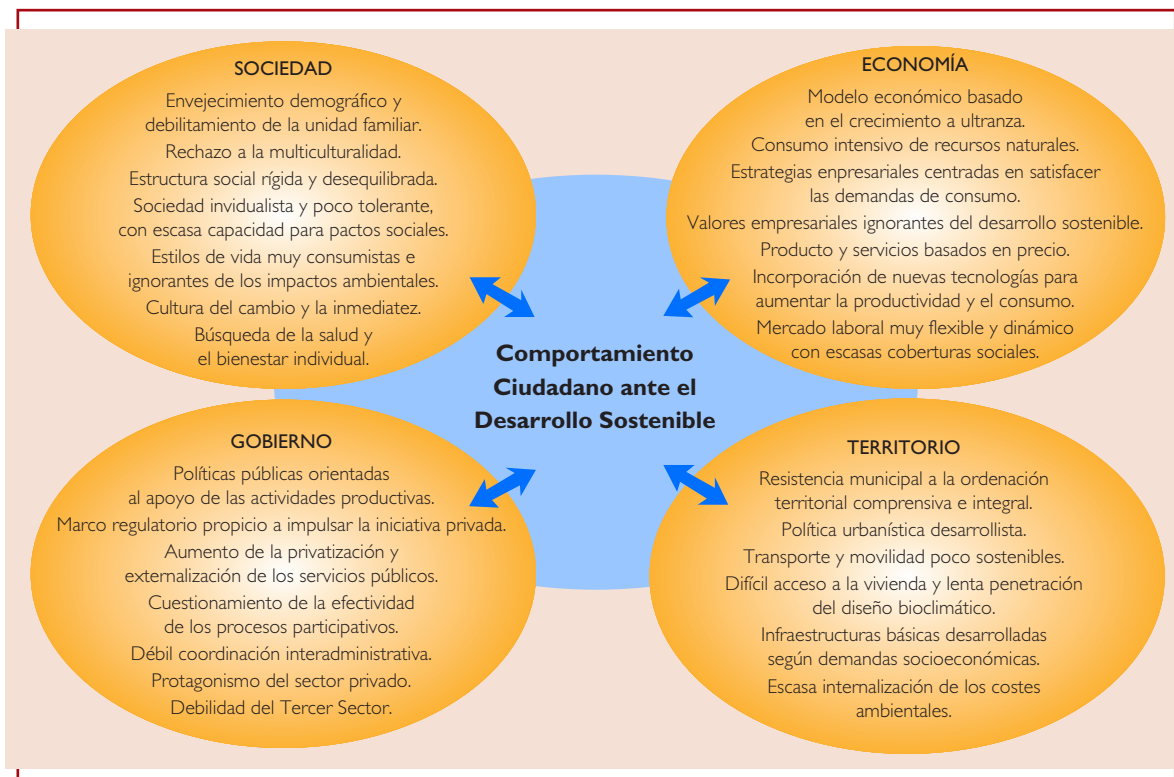 SOCIEDAD
Envejecimiento demográfico y
debilitamiento de la unidad familiar.
Rechazo a la multiculturalidad.
Estructura social rígida y desequilibrada.
Sociedad invidualista y poco tolerante,
con escasa capacidad para pactos sociales.
Estilos de vida muy consumistas e
ignorantes de los impactos ambientales.
Cultura del cambio y la inmediatez.
Búsqueda de la salud y
el bienestar individual.
ECONOMÍA
Modelo económico basado
en el crecimiento a ultranza.
Consumo intensivo de recursos naturales.
Estrategias enpresariales centradas en satisfacer
las demandas de consumo.
Valores empresariales ignorantes del desarrollo sostenible.
Producto y servicios basados en precio.
Incorporación de nuevas tecnologías para
aumentar la productividad y el consumo.
Mercado laboral muy flexible y dinámico
con escasas coberturas sociales.
Comportamiento
Ciudadano ante el
Desarrollo Sostenible
GOBIERNO
Políticas públicas orientadas
al apoyo de las actividades productivas.
Marco regulatorio propicio a impulsar la iniciativa privada.
Aumento de la privatización y
externalización de los servicios públicos.
Cuestionamiento de la efectividad
de los procesos participativos.
Débil coordinación interadministrativa.
Protagonismo del sector privado.
Debilidad del Tercer Sector.
TERRITORIO
Resistencia municipal a la ordenación
territorial comprensiva e integral.
Política urbanística desarrollista.
Transporte y movilidad poco sostenibles.
Difícil acceso a la vivienda y lenta penetración
del diseño bioclimático.
Infraestructuras básicas desarrolladas
según demandas socioeconómicas.
Escasa internalización de los costes
ambientales.